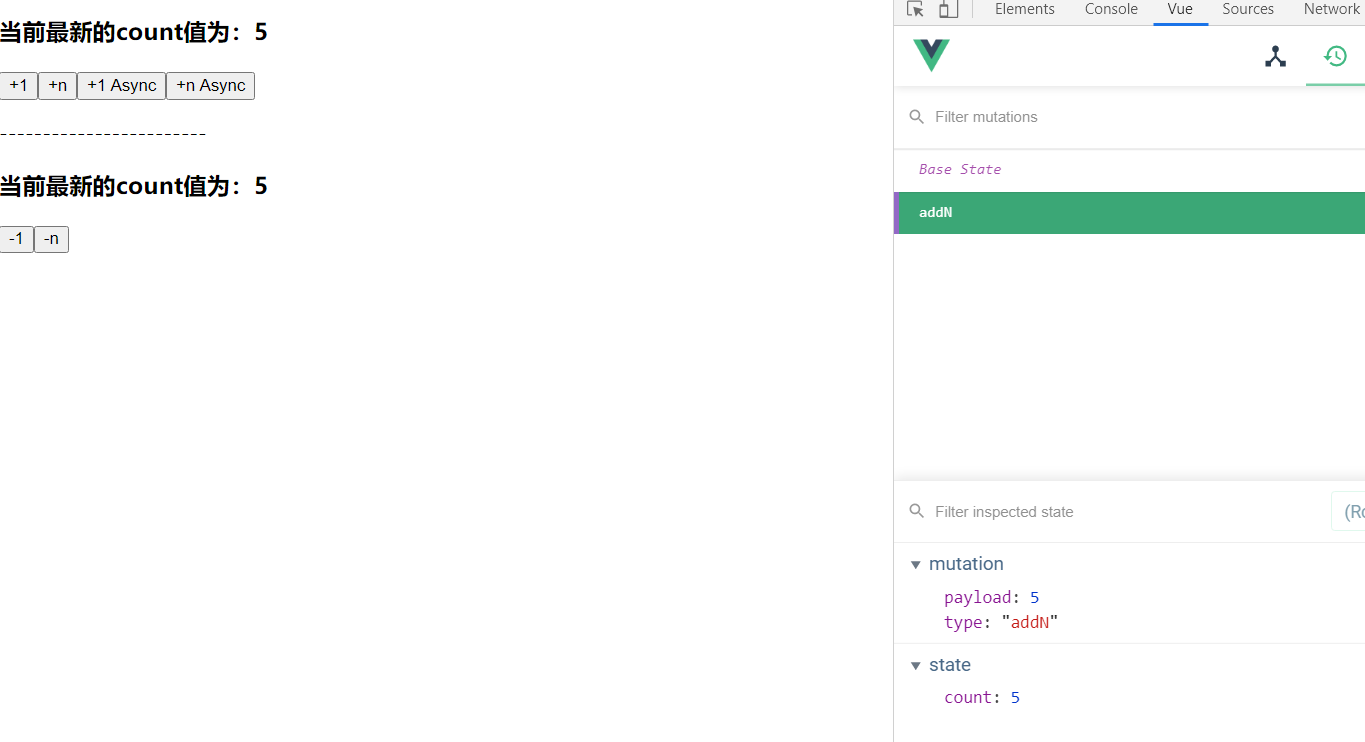 当前最新的count值为：5
+1 +n +1 Async +n Async
------------------------
当前最新的count值为：5
-1 -n
Elements Console Vue Sources Network
Filter mutations
Base State
addN
Filter inspected state
(Ro
mutation
payload: 5
type: "addN"
state
count: 5